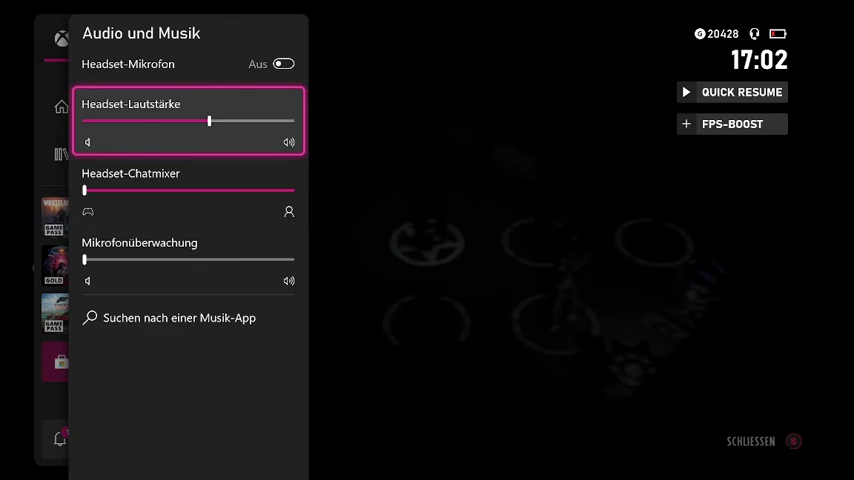 Audio und Musik
Headset-Mikrofon Aus
Headset-Lautstärke
Headset-Chatmixer
Mikrofonüberwachung
Suchen nach einer Musik-App
WASTELAND
GAME PASS
GOLD
GAME PASS
20428
17:02
QUICK RESUME
FPS-BOOST
SCHLIESSEN B